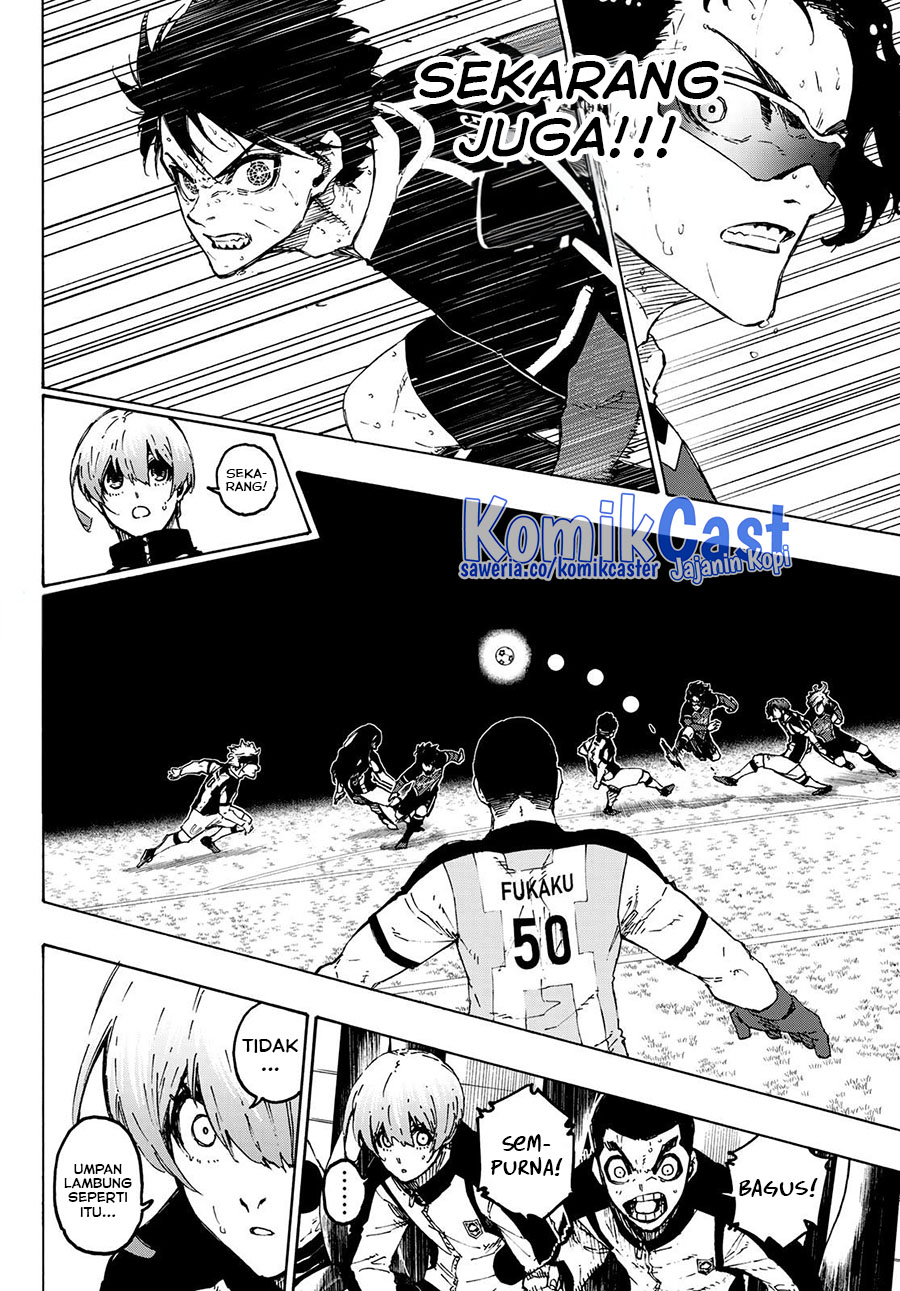 SEKARANG
JUGA!!!
SEKA-
RANG!
KomikCast
saweria.co/komikcaster Jajanin Kopi
FUKAKU
50
BAGUS!
SEM-
PURNA!
......
TIDAK
...
UMPAN
LAMBUNG
SEPERTI
ITU...